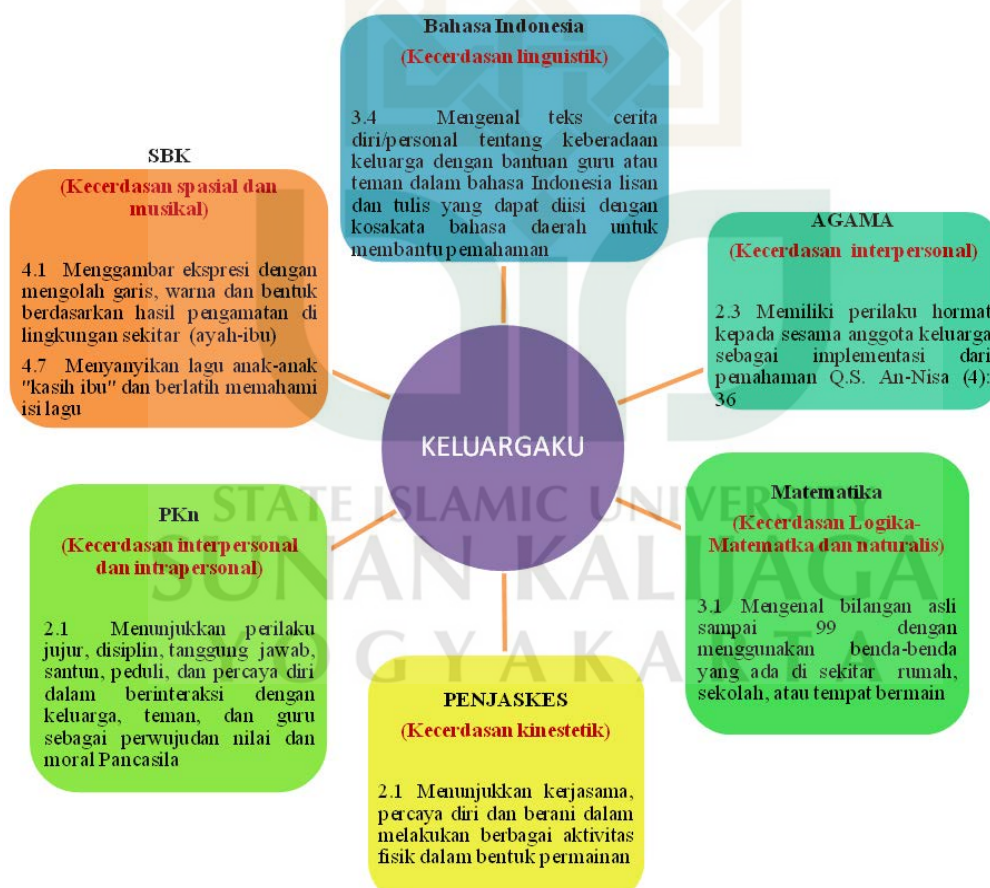 Bahasa Indonesia
(Kecerdasan linguistik)
3.4 Mengenal teks cerita
diri/personal tentang keberadaan
keluarga dengan bantuan guru atau
teman dalam bahasa Indonesia lisan
dan tulis yang dapat diisi dengan
kosakata bahasa daerah untuk
membantu pemahaman
SBK
(Kecerdasan spasial dan
musikal)
4.1 Menggambar ekspresi dengan
mengolah garis, warna dan bentuk
berdasarkan hasil pengamatan di
lingkungan sekitar (ayah-ibu)
4.7 Menyanyikan lagu anak-anak
"kasih ibu" dan berlatih memahami
isi lagu
AGAMA
(Kecerdasan interpersonal)
2.3 Memiliki perilaku hormat
kepada sesama anggota keluarga
sebagai implementasi dari
pemahaman Q.S. An-Nisa (4):
36
KELUARGAKU
PKn
(Kecerdasan interpersonal
dan intrapersonal)
2.1 Menunjukkan perilaku
jujur, disiplin, tanggung jawab,
santun, peduli, dan percaya diri
dalam berinteraksi dengan
keluarga, teman, dan guru
sebagai perwujudan nilai dan
moral Pancasila
Matematika
(Kecerdasan Logika-
Matematka dan naturalis)
3.1 Mengenal bilangan asli
sampai 99 dengan
menggunakan benda-benda
yang ada di sekitar rumah,
sekolah, atau tempat bermain
PENJASKES
(Kecerdasan kinestetik)
2.1 Menunjukkan kerjasama,
percaya diri dan berani dalam
melakukan berbagai aktivitas
fisik dalam bentuk permainan
STATE ISLAMIC UNIVERSITY
SUNAN KALIJAGA
YOGYAKARTA